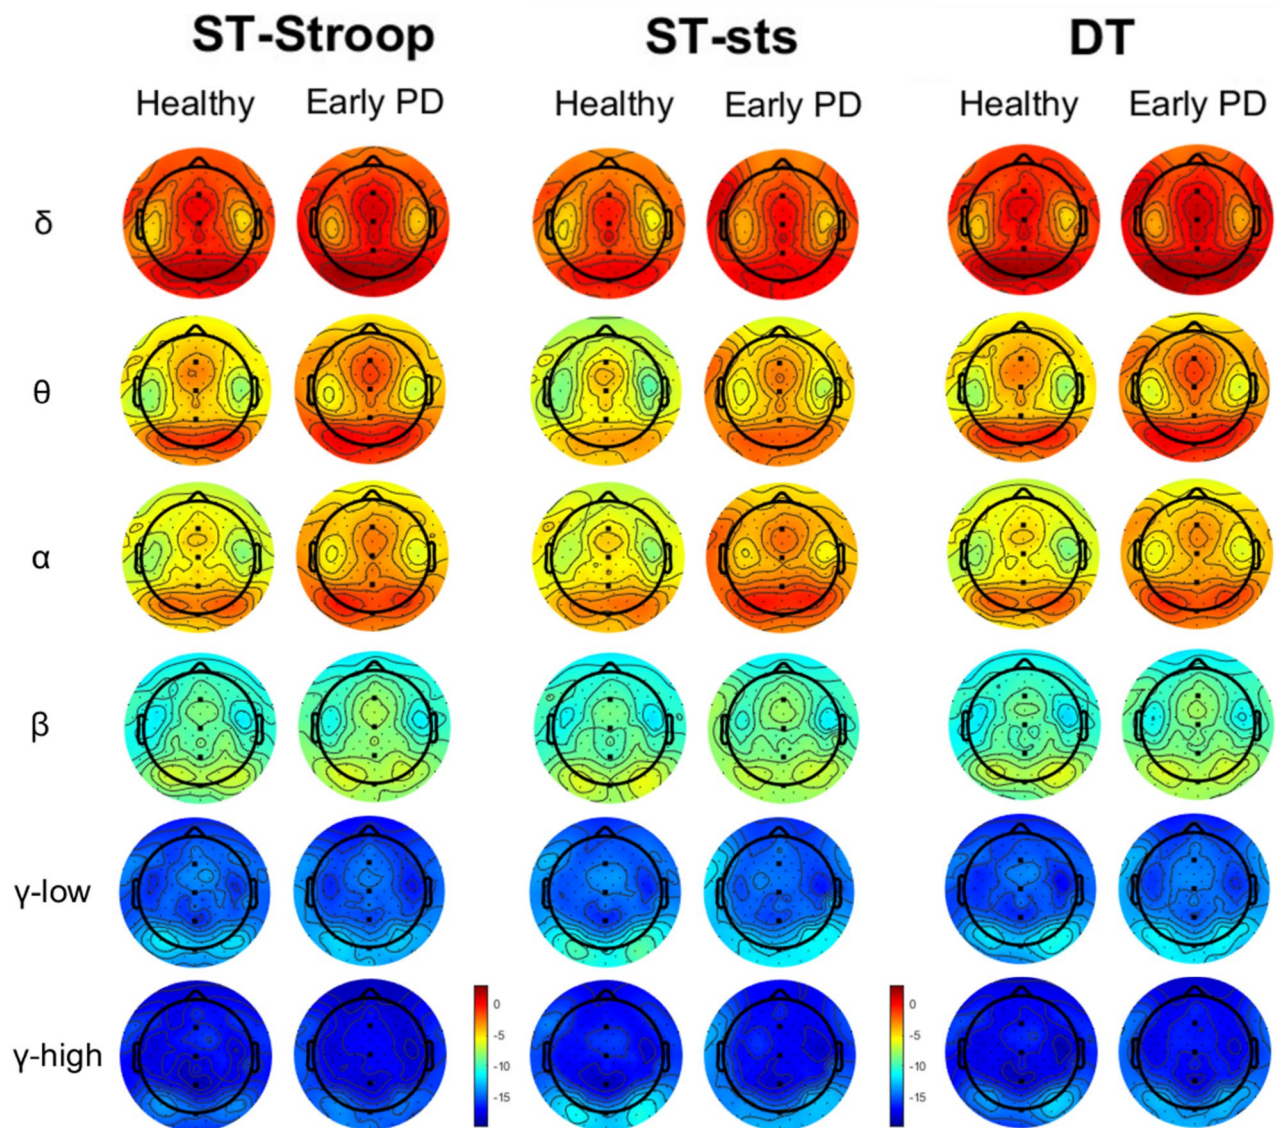 ST-Stroop ST-sts DT
Healthy Early PD Healthy Early PD Healthy Early PD
δ
θ
α
β
γ-low
γ-high
0 0
-5 -5
-10 -10
-15 -15